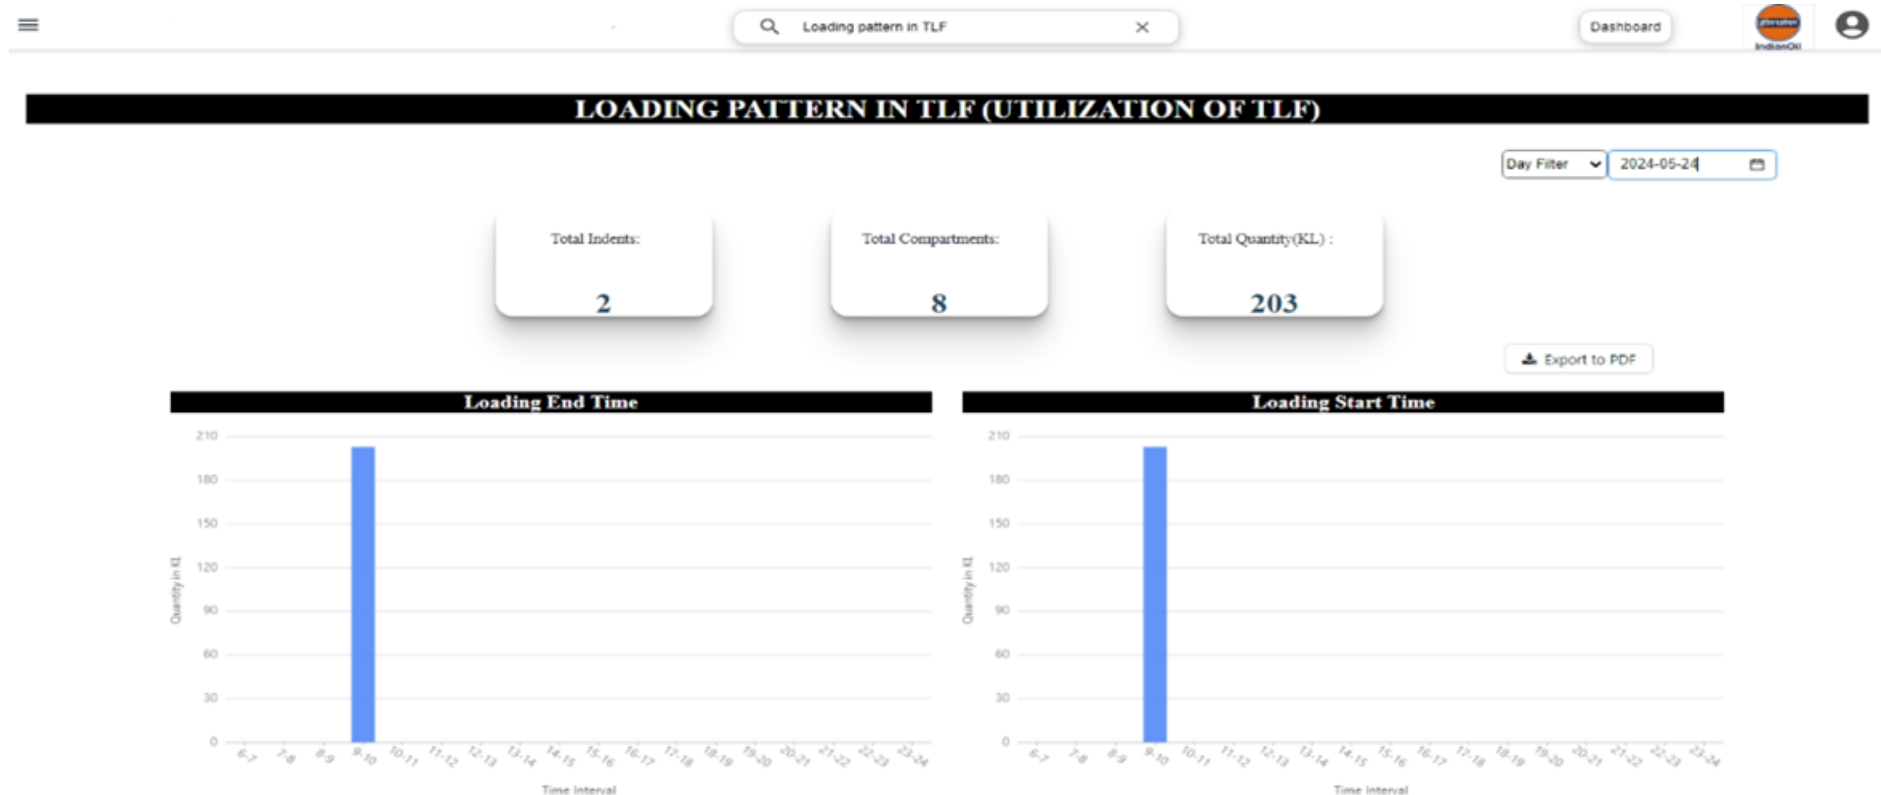 Loading pattern in TLF
Dashboard
IndianOil
LOADING PATTERN IN TLF (UTILIZATION OF TLF)
Day Filter
2024-05-24
Total Indents:
2
Total Compartments:
8
Total Quantity(KL) :
203
Export to PDF
Loading End Time
210
180
150
120
90
60
30
0
Quantity in KL
6-7 7-8 8-9 9-10 10-11 11-12 12-13 13-14 14-15 15-16 16-17 17-18 18-19 19-20 20-21 21-22 22-23 23-24
Time Interval
Loading Start Time
210
180
150
120
90
60
30
0
Quantity in KL
6-7 7-8 8-9 9-10 10-11 11-12 12-13 13-14 14-15 15-16 16-17 17-18 18-19 19-20 20-21 21-22 22-23 23-24
Time Interval